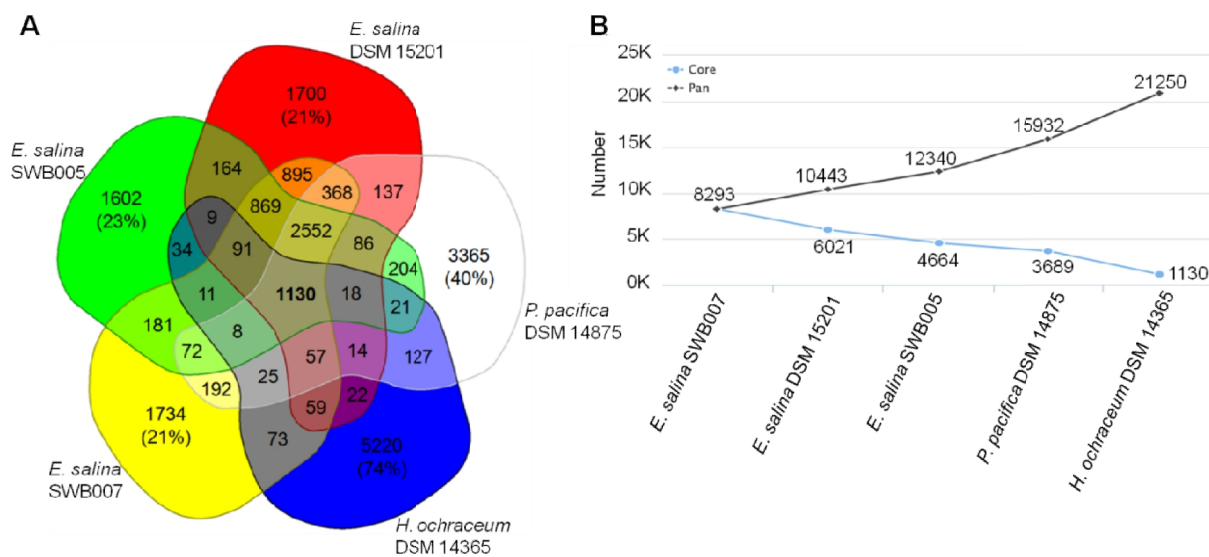 A
E. salina
DSM 15201
1700
(21%)
E. salina
SWB005
164
895
368
137
1602
(23%)
869
9
2552
86
3365
(40%)
34
91
204
1130
18
21
P. pacifica
DSM 14875
11
181
8
72
57
14
127
25
192
59
22
1734
(21%)
73
5220
(74%)
E. salina
SWB007
H. ochraceum
DSM 14365
B
25K
20K
15K
10K
5K
0K
Number
Core
Pan
8293
10443
12340
15932
21250
6021
4664
3689
1130
E. salina SWB007
E. salina DSM 15201
E. salina SWB005
P. pacifica DSM 14875
H. ochraceum DSM 14365